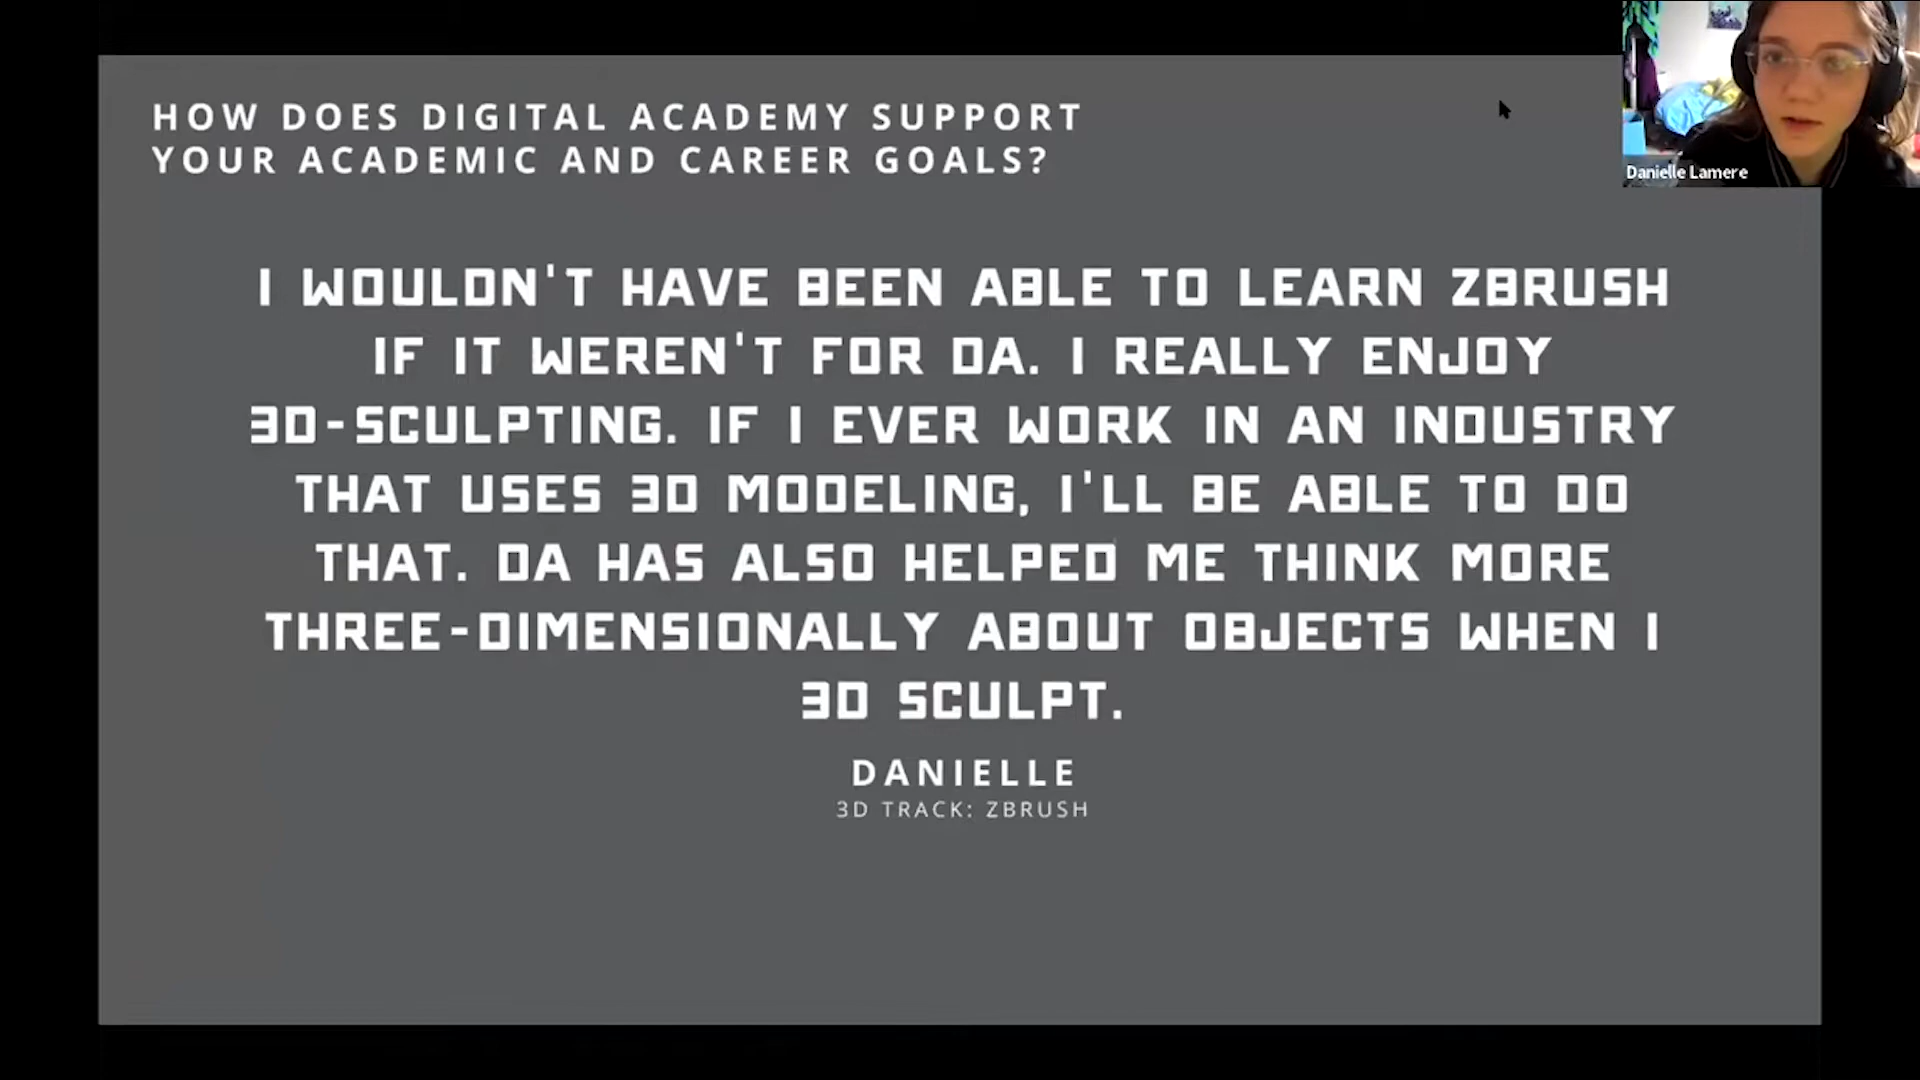 HOW DOES DIGITAL ACADEMY SUPPORT
YOUR ACADEMIC AND CAREER GOALS?
Danielle Lamere
I WOULDN'T HAVE BEEN ABLE TO LEARN ZBRUSH
IF IT WEREN'T FOR DA. I REALLY ENJOY
3D-SCULPTING. IF I EVER WORK IN AN INDUSTRY
THAT USES 3D MODELING, I'LL BE ABLE TO DO
THAT. DA HAS ALSO HELPED ME THINK MORE
THREE-DIMENSIONALLY ABOUT OBJECTS WHEN I
3D SCULPT.
DANIELLE
3D TRACK: ZBRUSH